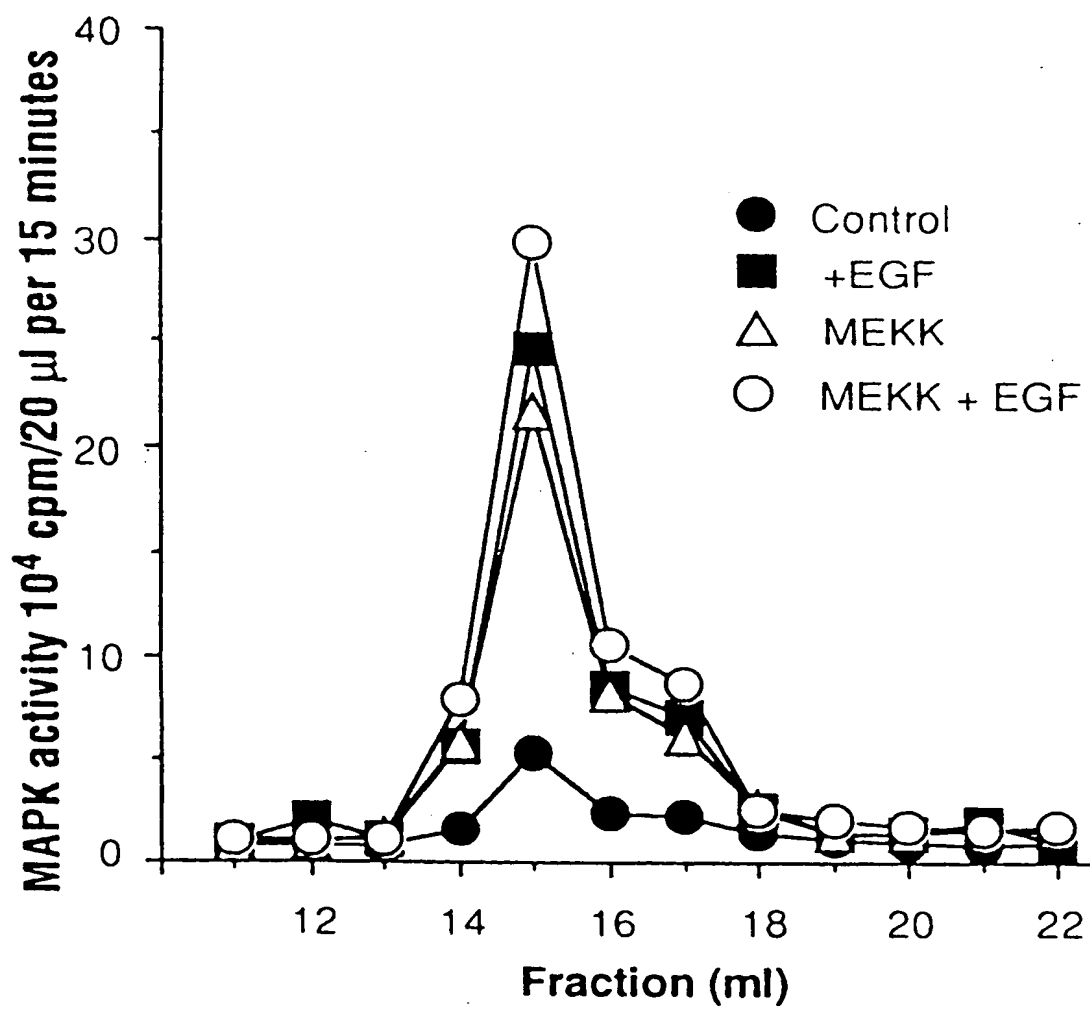 MAPK activity 10⁴ cpm/20 μl per 15 minutes
40
30
20
10
0
Control
+EGF
MEKK
MEKK + EGF
12 14 16 18 20 22
Fraction (ml)